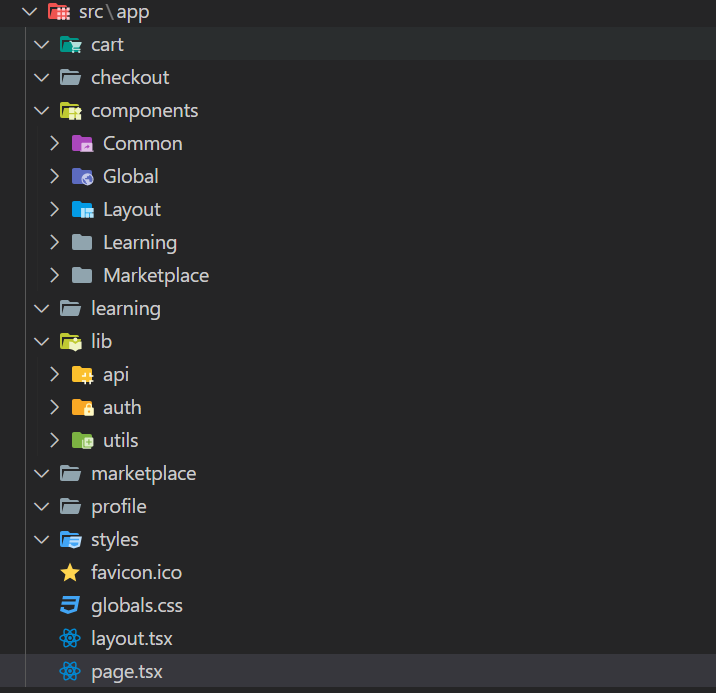 src\app
cart
checkout
components
Common
Global
Layout
Learning
Marketplace
learning
lib
api
auth
utils
marketplace
profile
styles
favicon.ico
globals.css
layout.tsx
page.tsx